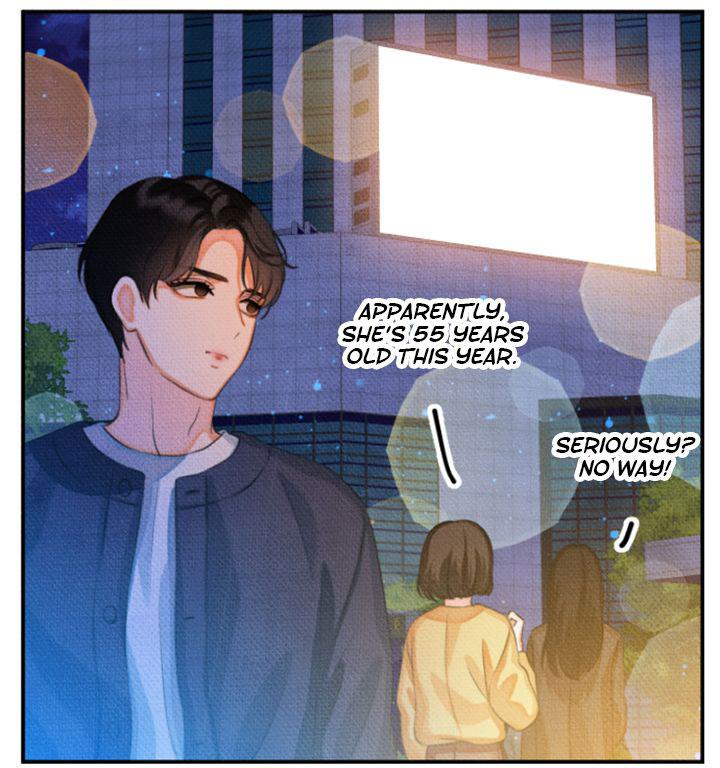 APPARENTLY,
SHE'S 55 YEARS
OLD THIS YEAR.
SERIOUSLY?
NO WAY!